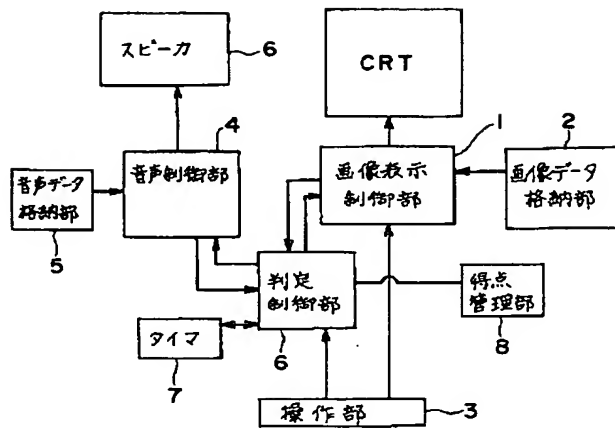 スピーカ
6
CRT
4
1
2
音声データ
格納部
5
音声制御部
画像表示
制御部
画像データ
格納部
判定
制御部
6
得点
管理部
8
タイマ
7
操作部
3